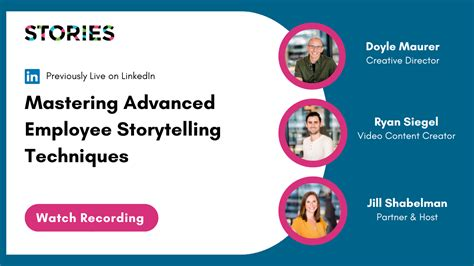 STORIES
in Previously Live on LinkedIn
Mastering Advanced
Employee Storytelling
Techniques
Watch Recording
Doyle Maurer
Creative Director
Ryan Siegel
Video Content Creator
Jill Shabelman
Partner & Host